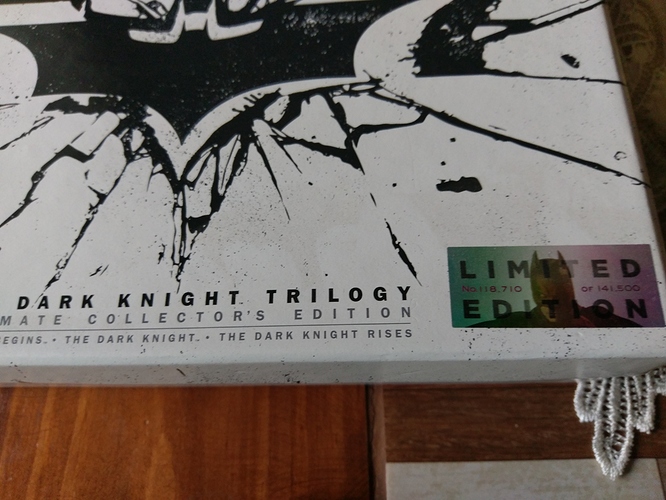 DARK KNIGHT TRILOGY
MATE COLLECTOR'S EDITION
EGINS. • THE DARK KNIGHT. • THE DARK KNIGHT RISES
LIMITED
No 118,710 OF 141,500
EDITION